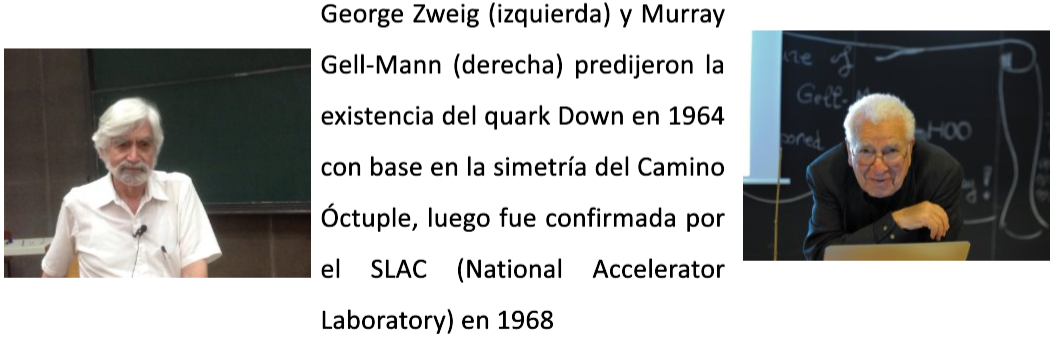 George Zweig (izquierda) y Murray
Gell-Mann (derecha) predijeron la
existencia del quark Down en 1964
con base en la simetría del Camino
Óctuple, luego fue confirmada por
el SLAC (National Accelerator
Laboratory) en 1968